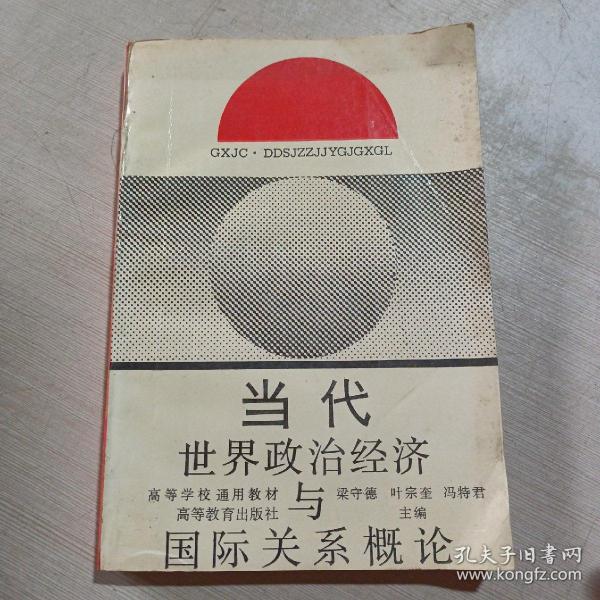 GXJC·DDSJZZJJYGJGXGL
当代
世界政治经济
高等学校通用教材
高等教育出版社
与
梁守德 叶宗奎 冯特君
主编
国际关系概论
孔夫子旧书网
www.kongfz.com